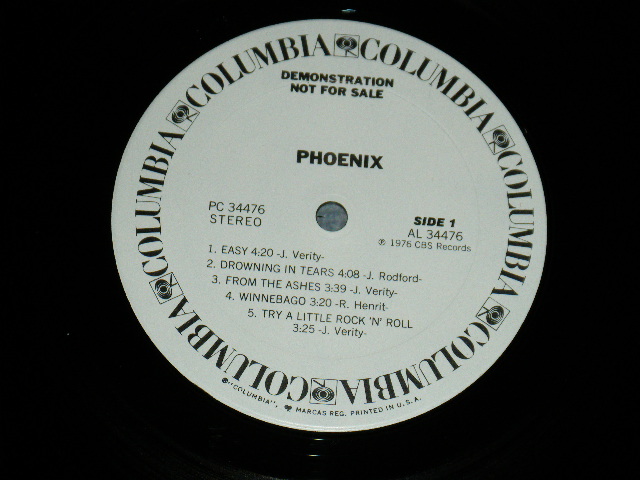 COLUMBIA COLUMBIA COLUMBIA COLUMBIA COLUMBIA COLUMBIA COLUMBIA COLUMBIA
DEMONSTRATION
NOT FOR SALE
PHOENIX
PC 34476
STEREO
SIDE 1
AL 34476
℗ 1976 CBS Records
1. EASY 4:20 -J. Verity-
2. DROWNING IN TEARS 4:08 -J. Rodford-
3. FROM THE ASHES 3:39 -J. Verity-
4. WINNEBAGO 3:20 -R. Henrit-
5. TRY A LITTLE ROCK 'N' ROLL
3:25 -J. Verity-
®"COLUMBIA", MARCAS REG. PRINTED IN U.S.A.